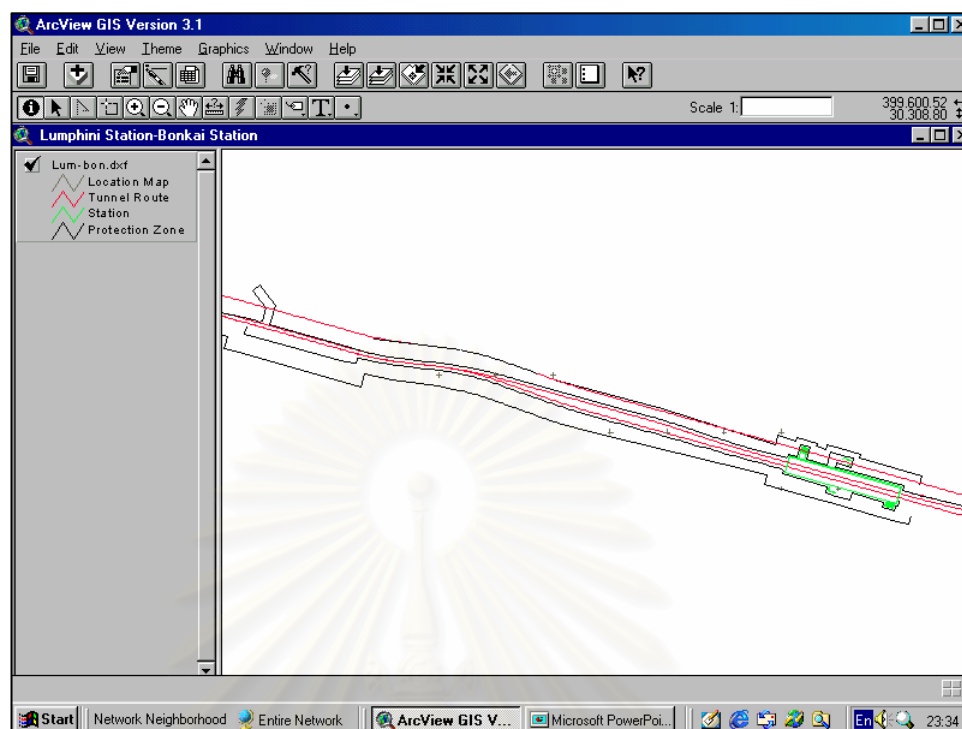 ArcView GIS Version 3.1
File Edit View Theme Graphics Window Help
Scale 1:
399,600.52
30,308.80
Lumphini Station-Bonkai Station
Lum-bon.dxf
Location Map
Tunnel Route
Station
Protection Zone
Start Network Neighborhood Entire Network ArcView GIS V... Microsoft PowerPoi... En 23:34